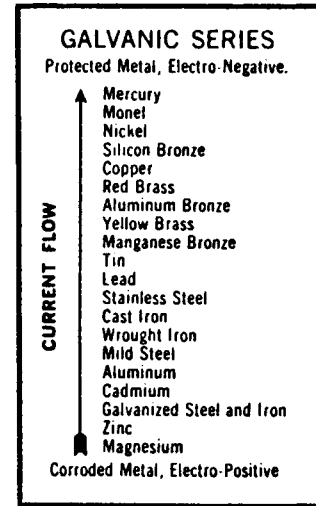 GALVANIC SERIES
Protected Metal, Electro-Negative.
CURRENT FLOW
Mercury
Monel
Nickel
Silicon Bronze
Copper
Red Brass
Aluminum Bronze
Yellow Brass
Manganese Bronze
Tin
Lead
Stainless Steel
Cast Iron
Wrought Iron
Mild Steel
Aluminum
Cadmium
Galvanized Steel and Iron
Zinc
Magnesium
Corroded Metal, Electro-Positive